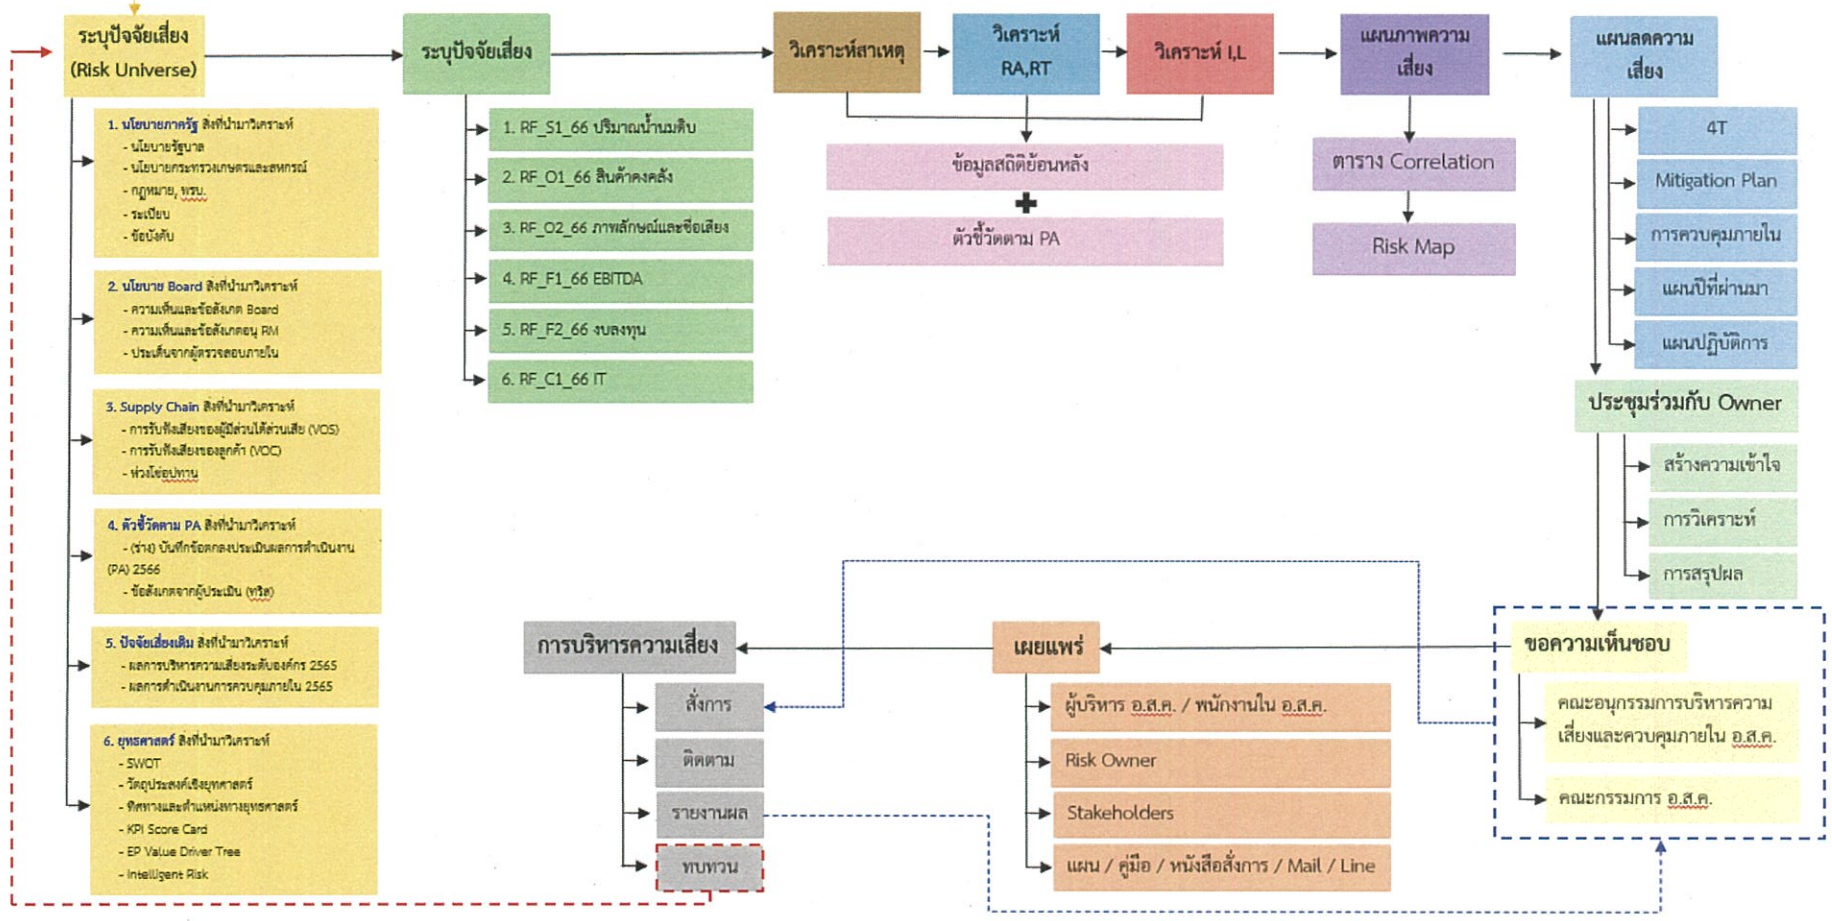 ระบุปัจจัยเสี่ยง
(Risk Universe)
1. นโยบายภาครัฐ สิ่งที่นำมาวิเคราะห์
- นโยบายรัฐบาล
- นโยบายกระทรวงเกษตรและสหกรณ์
- กฎหมาย, พรบ.
- ระเบียบ
- ข้อบังคับ
2. นโยบาย Board สิ่งที่นำมาวิเคราะห์
- ความเห็นและข้อสังเกต Board
- ความเห็นและข้อสังเกตอนุ RM
- ประเด็นจากผู้ตรวจสอบภายใน
3. Supply Chain สิ่งที่นำมาวิเคราะห์
- การรับฟังเสียงของผู้มีส่วนได้ส่วนเสีย (VOS)
- การรับฟังเสียงของลูกค้า (VOC)
- ห่วงโซ่อุปทาน
4. ตัวชี้วัดตาม PA สิ่งที่นำมาวิเคราะห์
- (ร่าง) บันทึกข้อตกลงประเมินผลการดำเนินงาน
(PA) 2566
- ข้อสังเกตจากผู้ประเมิน (ทริส)
5. ปัจจัยเสี่ยงเดิม สิ่งที่นำมาวิเคราะห์
- ผลการบริหารความเสี่ยงระดับองค์กร 2565
- ผลการดำเนินงานการควบคุมภายใน 2565
6. ยุทธศาสตร์ สิ่งที่นำมาวิเคราะห์
- SWOT
- วัตถุประสงค์เชิงยุทศาสตร์
- ทิศทางและตำแหน่งทางยุทธศาสตร์
- KPI Score Card
- EP Value Driver Tree
- Intelligent Risk
ระบุปัจจัยเสี่ยง
1. RF_S1_66 ปริมาณน้ำนมดิบ
2. RF_O1_66 สินค้าคงคลัง
3. RF_O2_66 ภาพลักษณ์และชื่อเสียง
4. RF_F1_66 EBITDA
5. RF_F2_66 งบลงทุน
6. RF_C1_66 IT
วิเคราะห์สาเหตุ
วิเคราะห์
RA,RT
วิเคราะห์ I,L
ข้อมูลสถิติย้อนหลัง
ตัวชี้วัดตาม PA
แผนภาพความ
เสี่ยง
ตาราง Correlation
Risk Map
แผนลดความ
เสี่ยง
4T
Mitigation Plan
การควบคุมภายใน
แผนปีที่ผ่านมา
แผนปฏิบัติการ
ประชุมร่วมกับ Owner
สร้างความเข้าใจ
การวิเคราะห์
การสรุปผล
ขอความเห็นชอบ
คณะอนุกรรมการบริหารความ
เสี่ยงและควบคุมภายใน อ.ส.ค.
คณะกรรมการ อ.ส.ค.
เผยแพร่
ผู้บริหาร อ.ส.ค. / พนักงานใน อ.ส.ค.
Risk Owner
Stakeholders
แผน / คู่มือ / หนังสือสั่งการ / Mail / Line
การบริหารความเสี่ยง
สั่งการ
ติดตาม
รายงานผล
ทบทวน